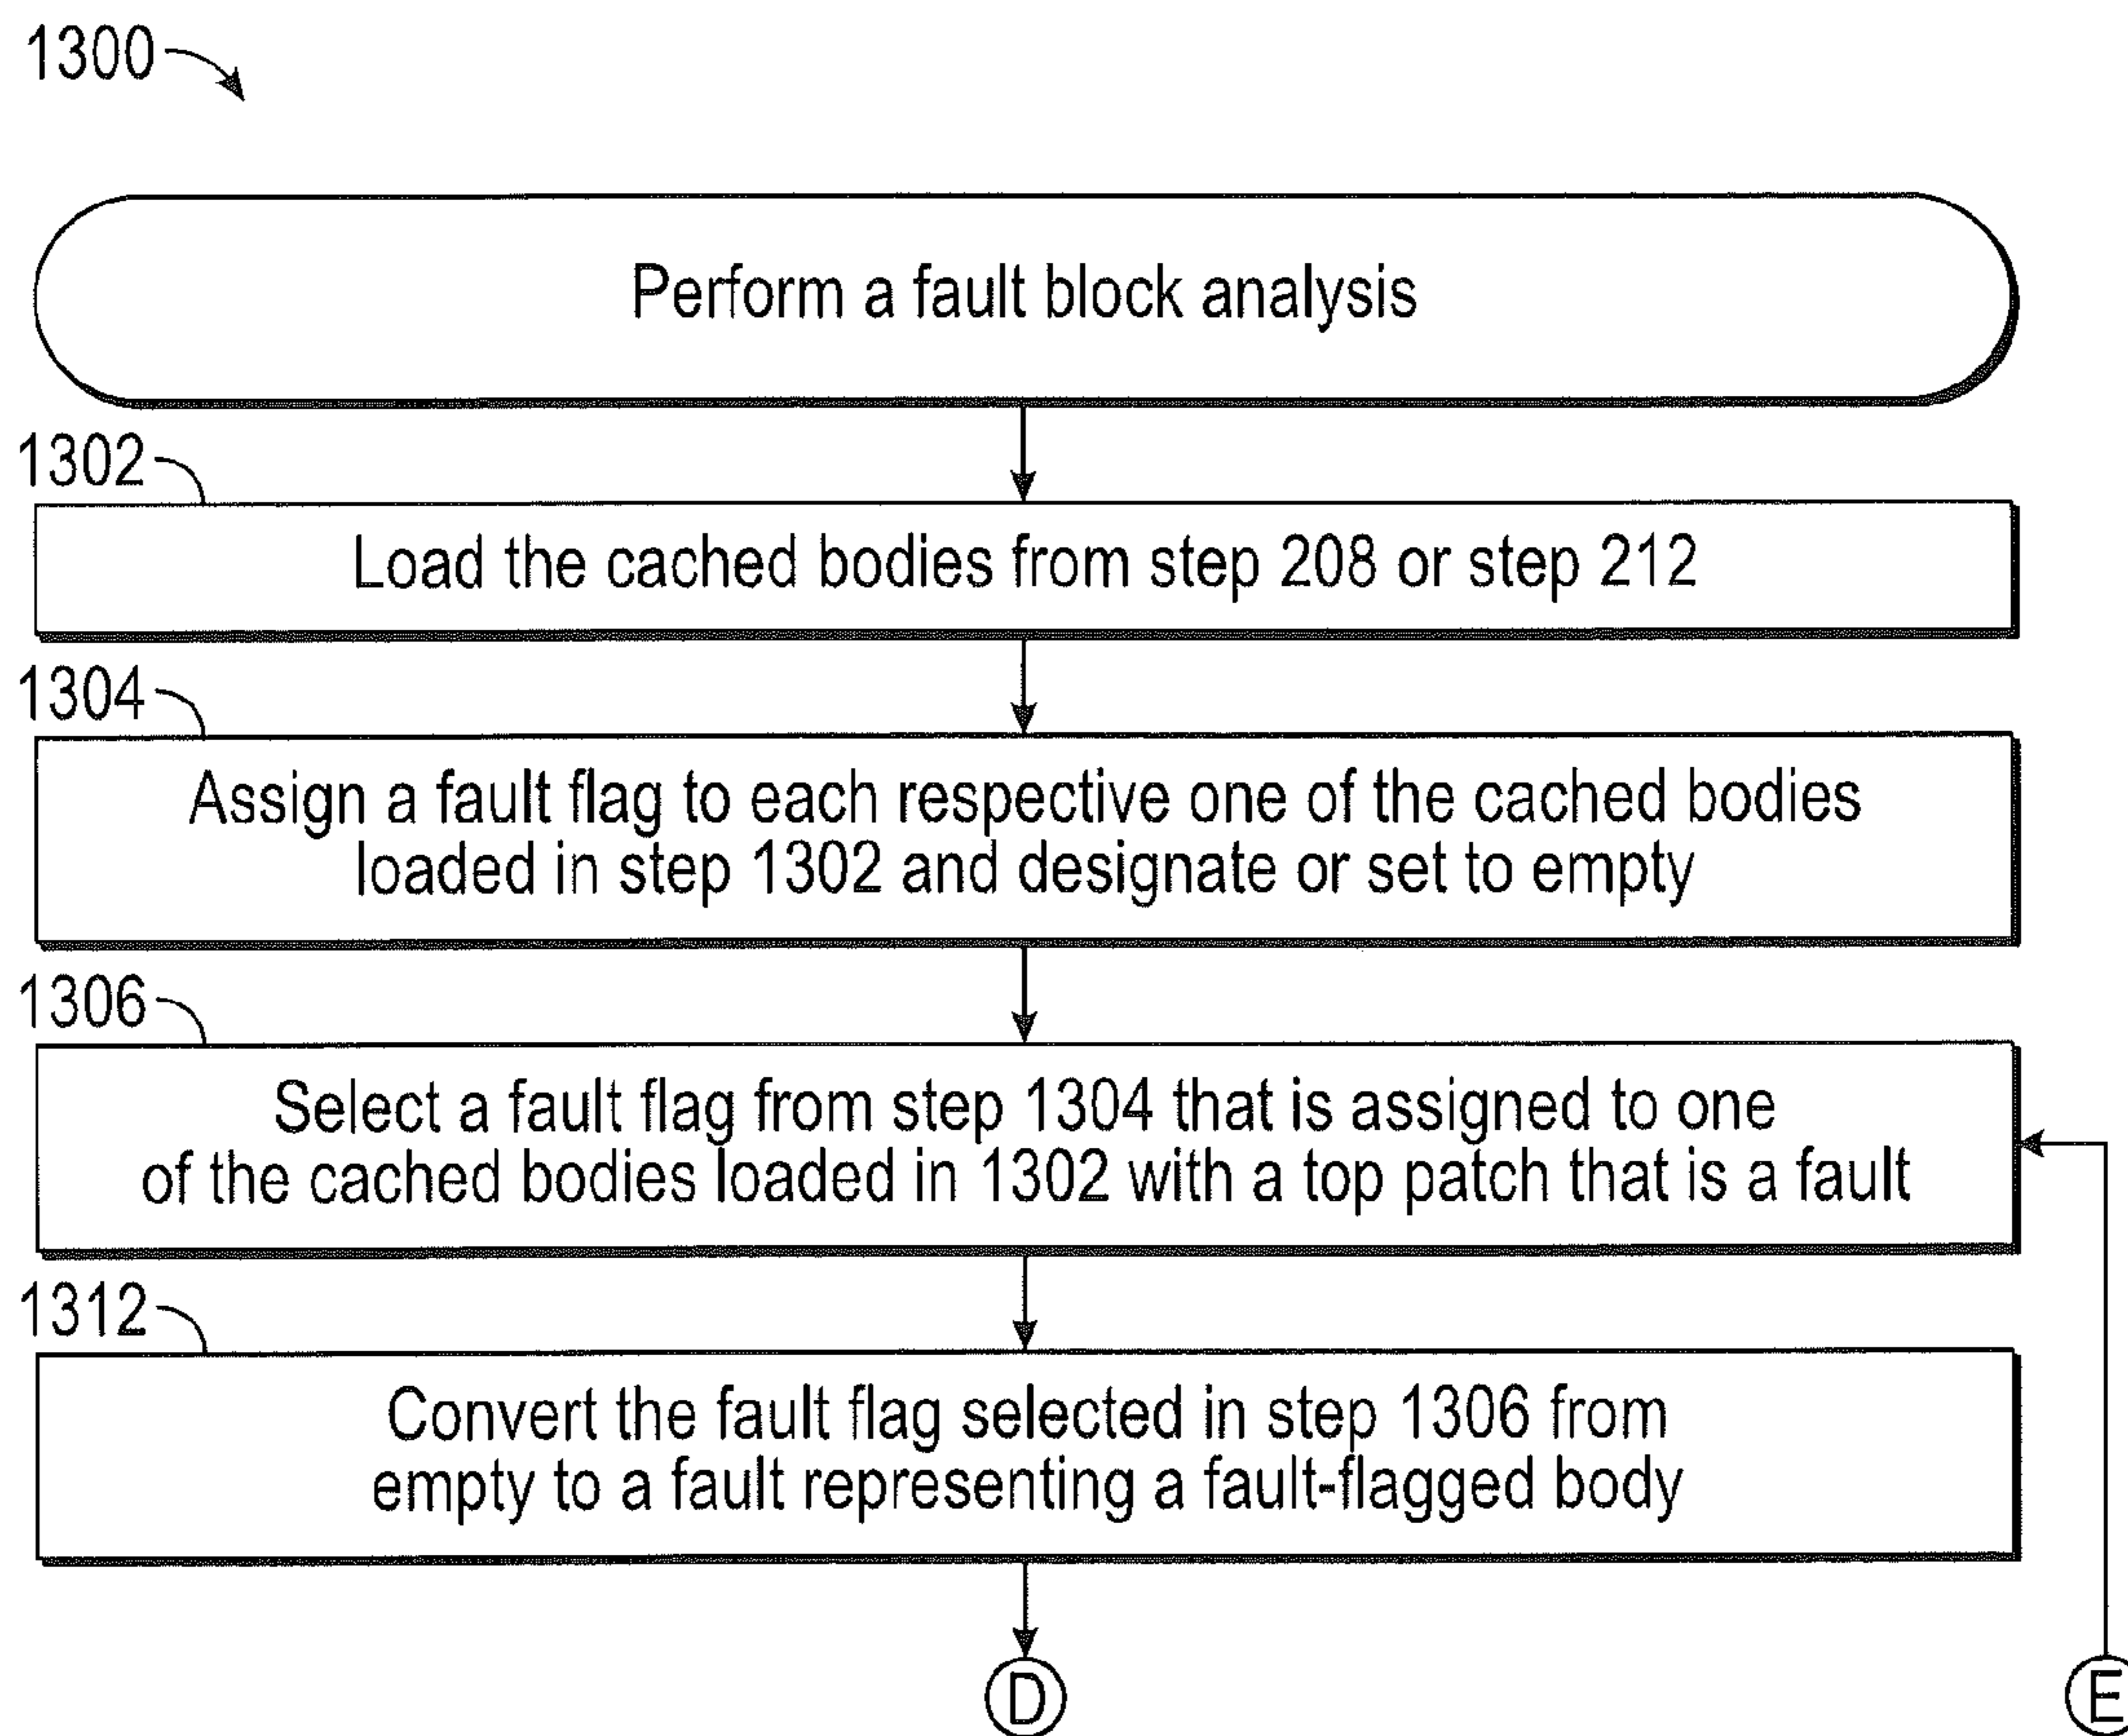 1300
Perform a fault block analysis
1302
Load the cached bodies from step 208 or step 212
1304
Assign a fault flag to each respective one of the cached bodies
loaded in step 1302 and designate or set to empty
1306
Select a fault flag from step 1304 that is assigned to one
of the cached bodies loaded in 1302 with a top patch that is a fault
1312
Convert the fault flag selected in step 1306 from
empty to a fault representing a fault-flagged body
D
E